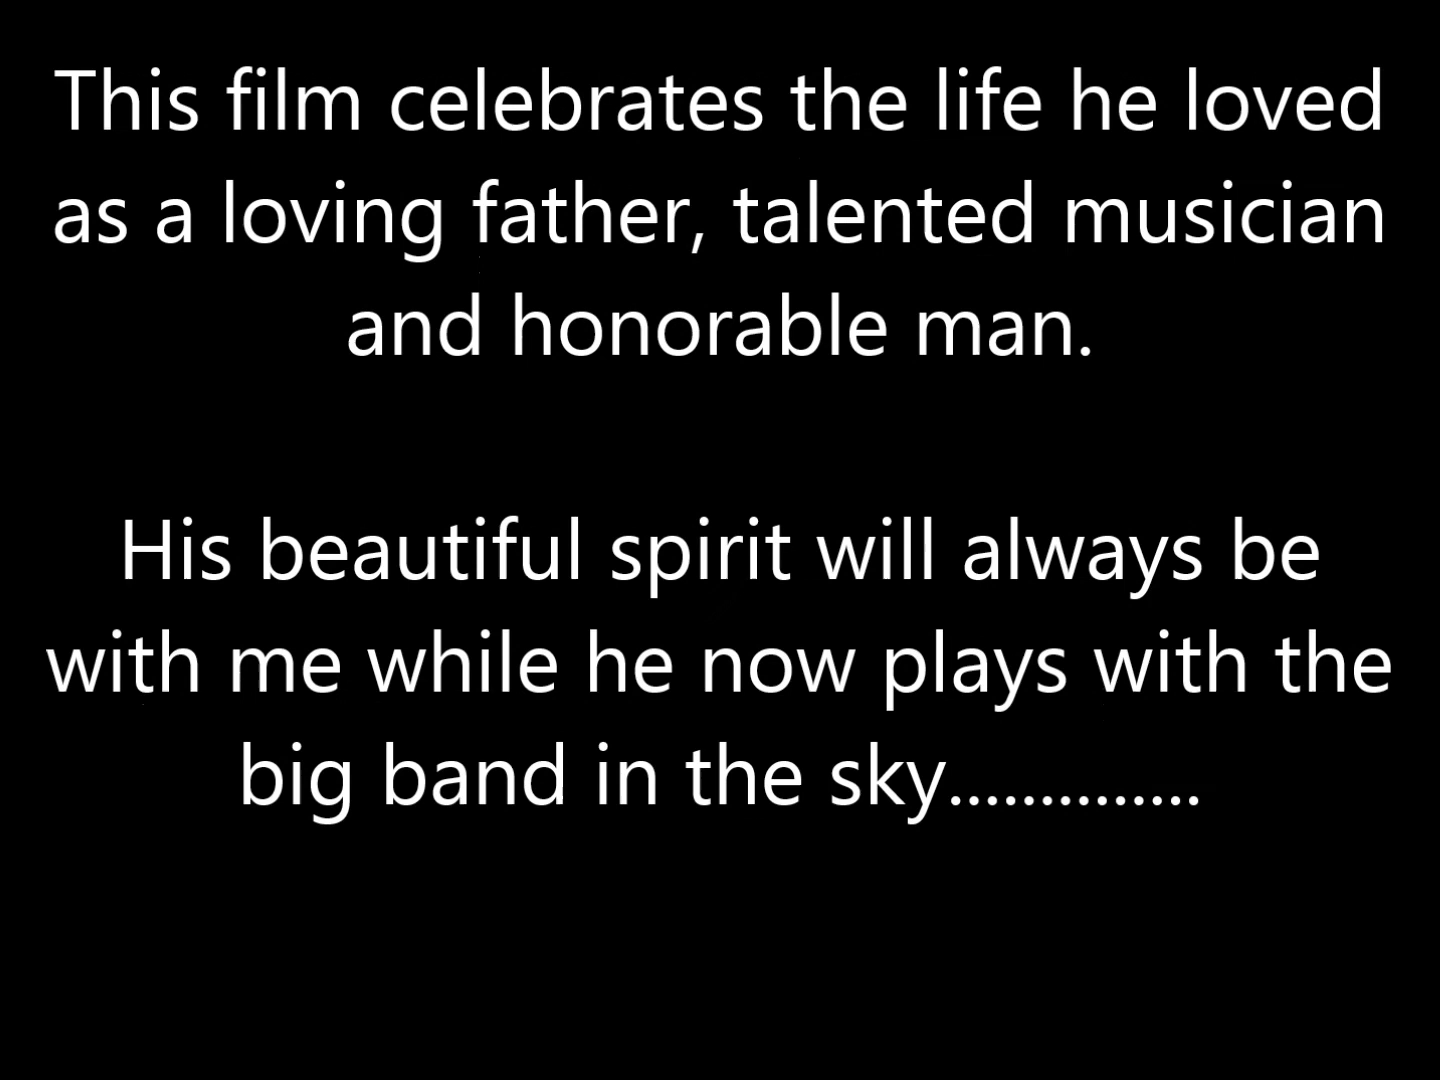 This film celebrates the life he loved
as a loving father, talented musician
and honorable man.
His beautiful spirit will always be
with me while he now plays with the
big band in the sky..............